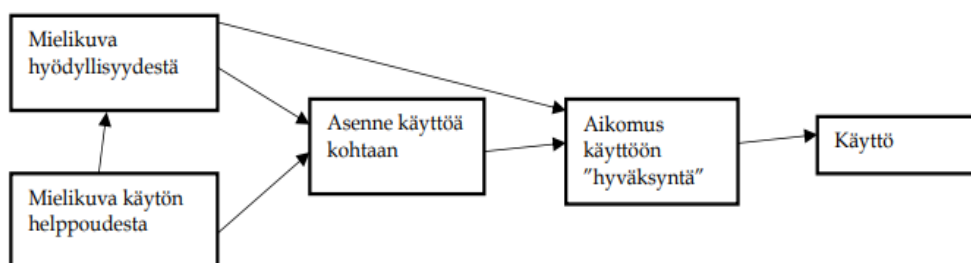 Mielikuva
hyödyllisyydestä
Mielikuva käytön
helppoudesta
Asenne käyttöä
kohtaan
Aikomus
käyttöön
”hyväksyntä”
Käyttö